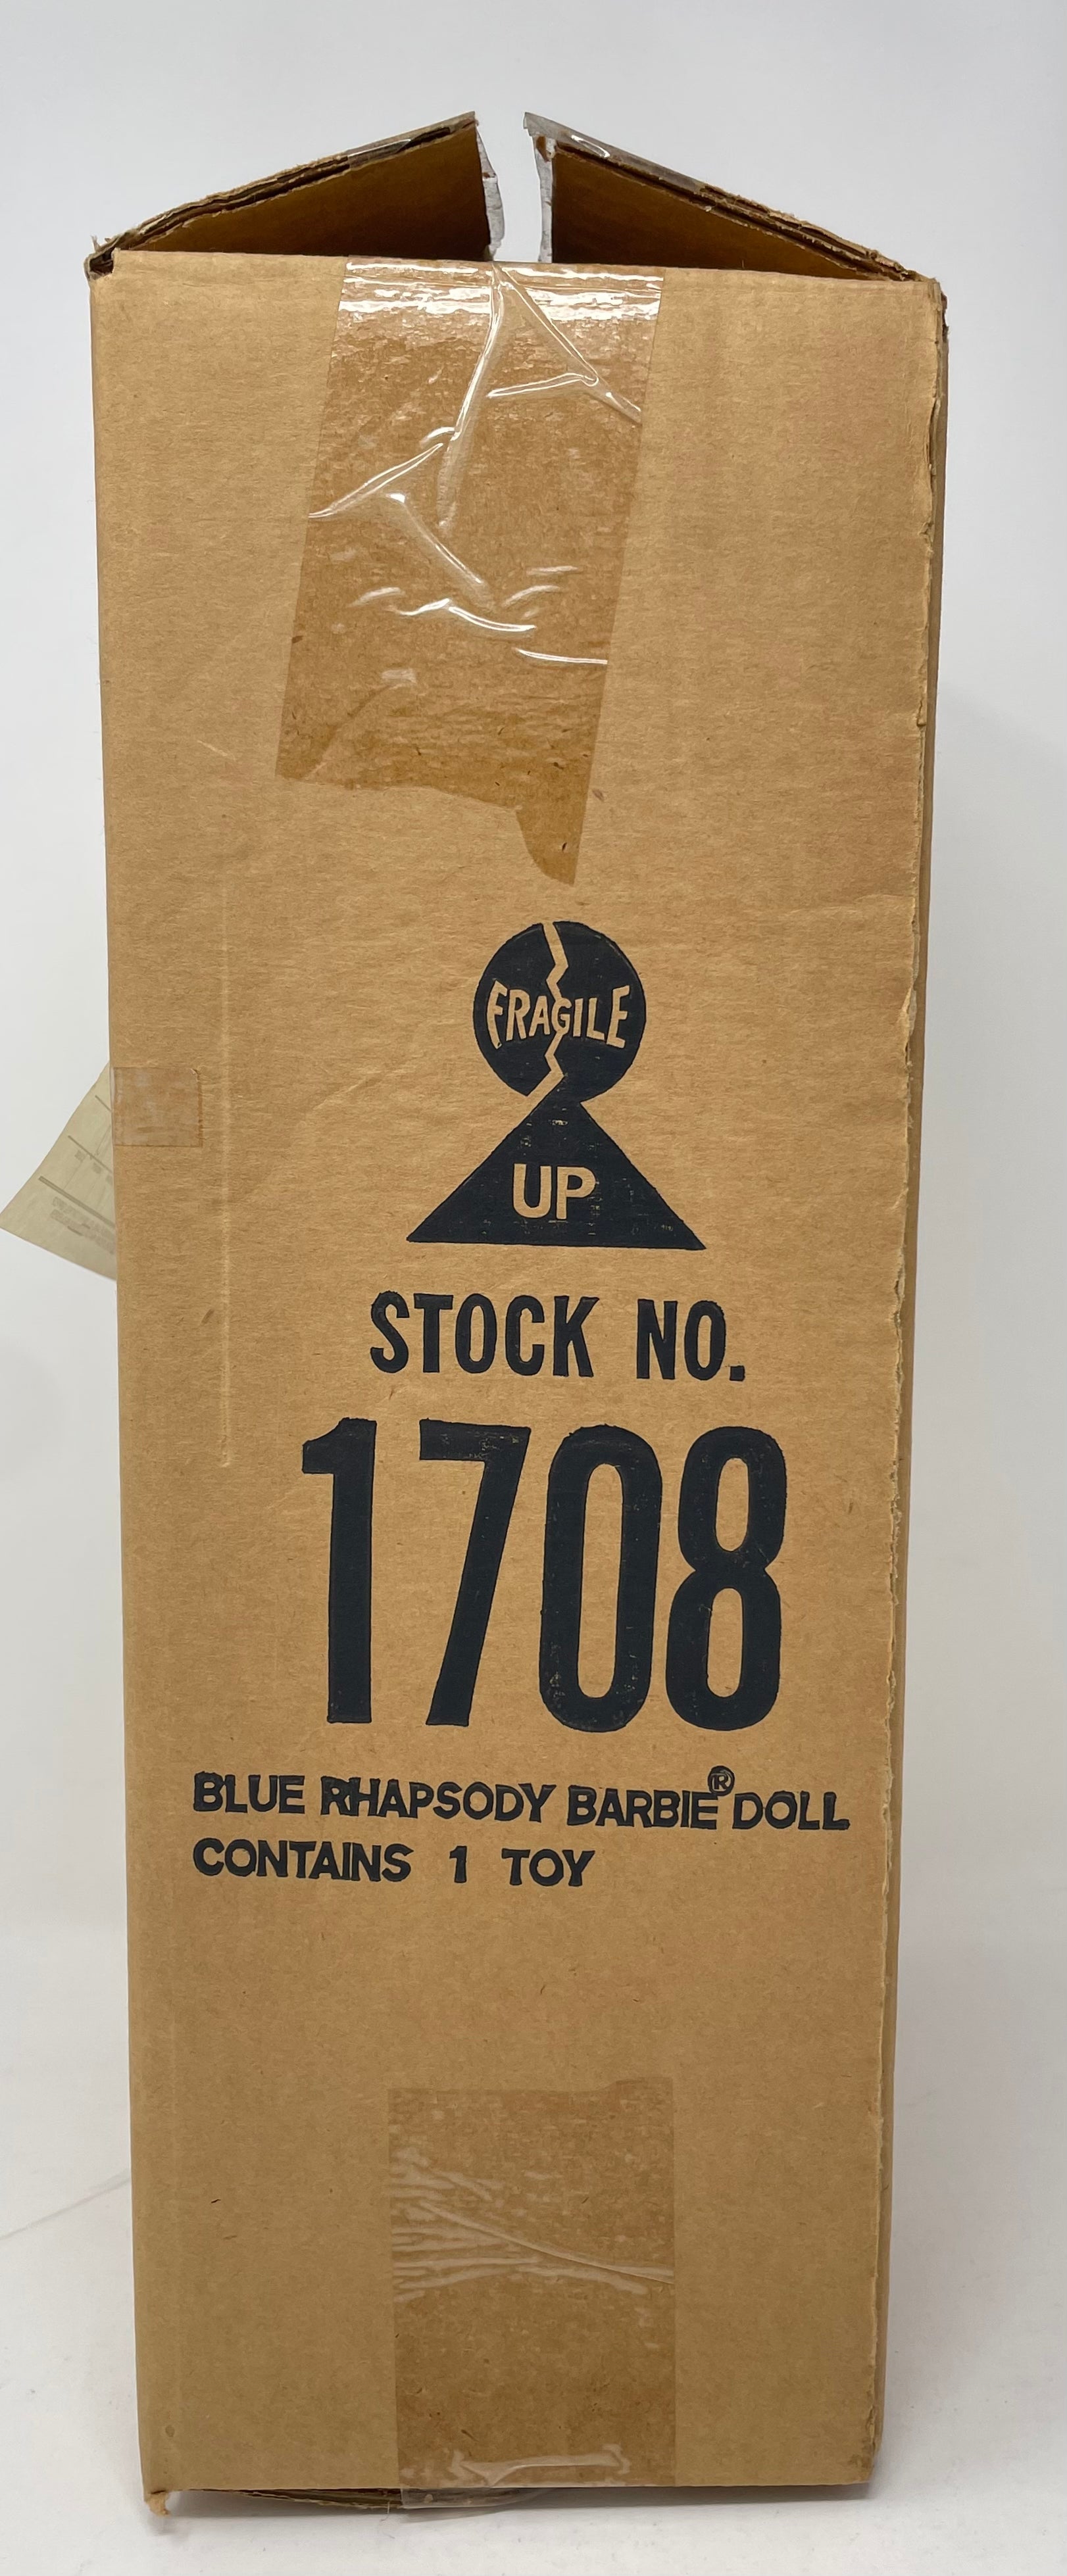 FRAGILE
UP
STOCK NO.
1708
BLUE RHAPSODY BARBIE® DOLL
CONTAINS 1 TOY